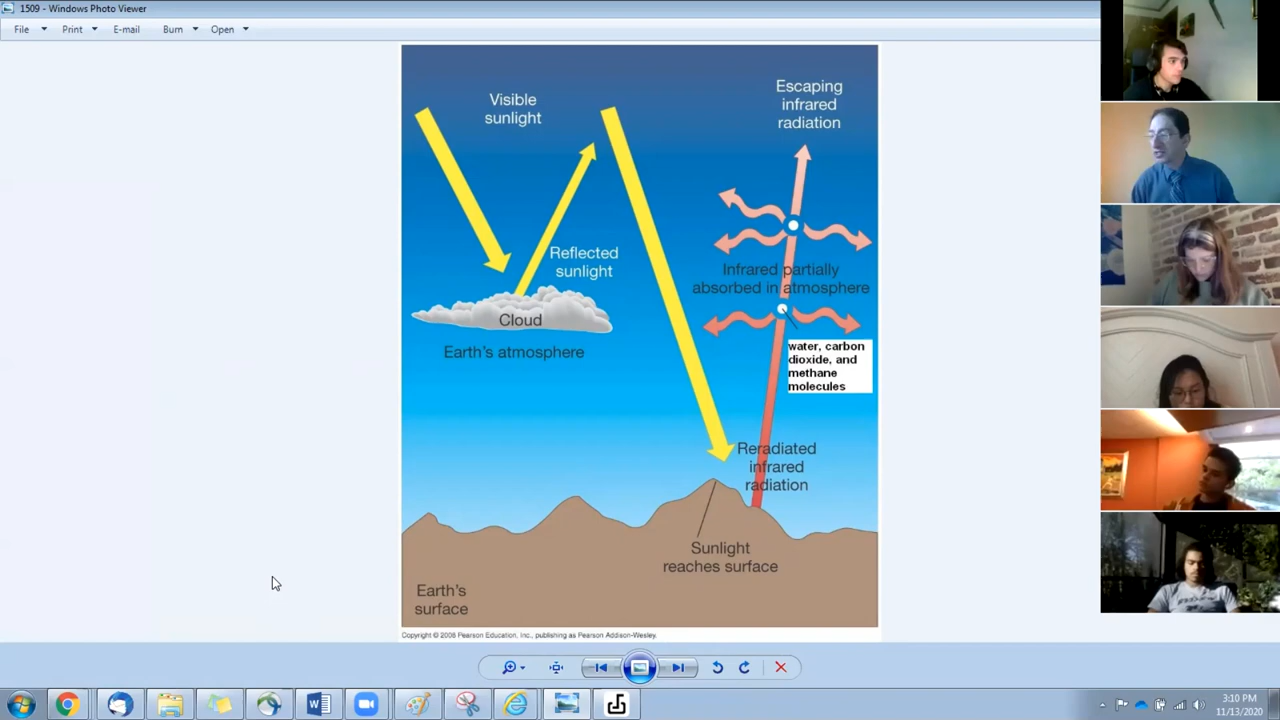 1509 - Windows Photo Viewer
File Print E-mail Burn Open
Visible
sunlight
Escaping
infrared
radiation
Reflected
sunlight
Infrared partially
absorbed in atmosphere
Cloud
Earth's atmosphere
water, carbon
dioxide, and
methane
molecules
Reradiated
infrared
radiation
Sunlight
reaches surface
Earth's
surface
Copyright © 2008 Pearson Education, Inc., publishing as Pearson Addison-Wesley.
3:10 PM
11/13/2020